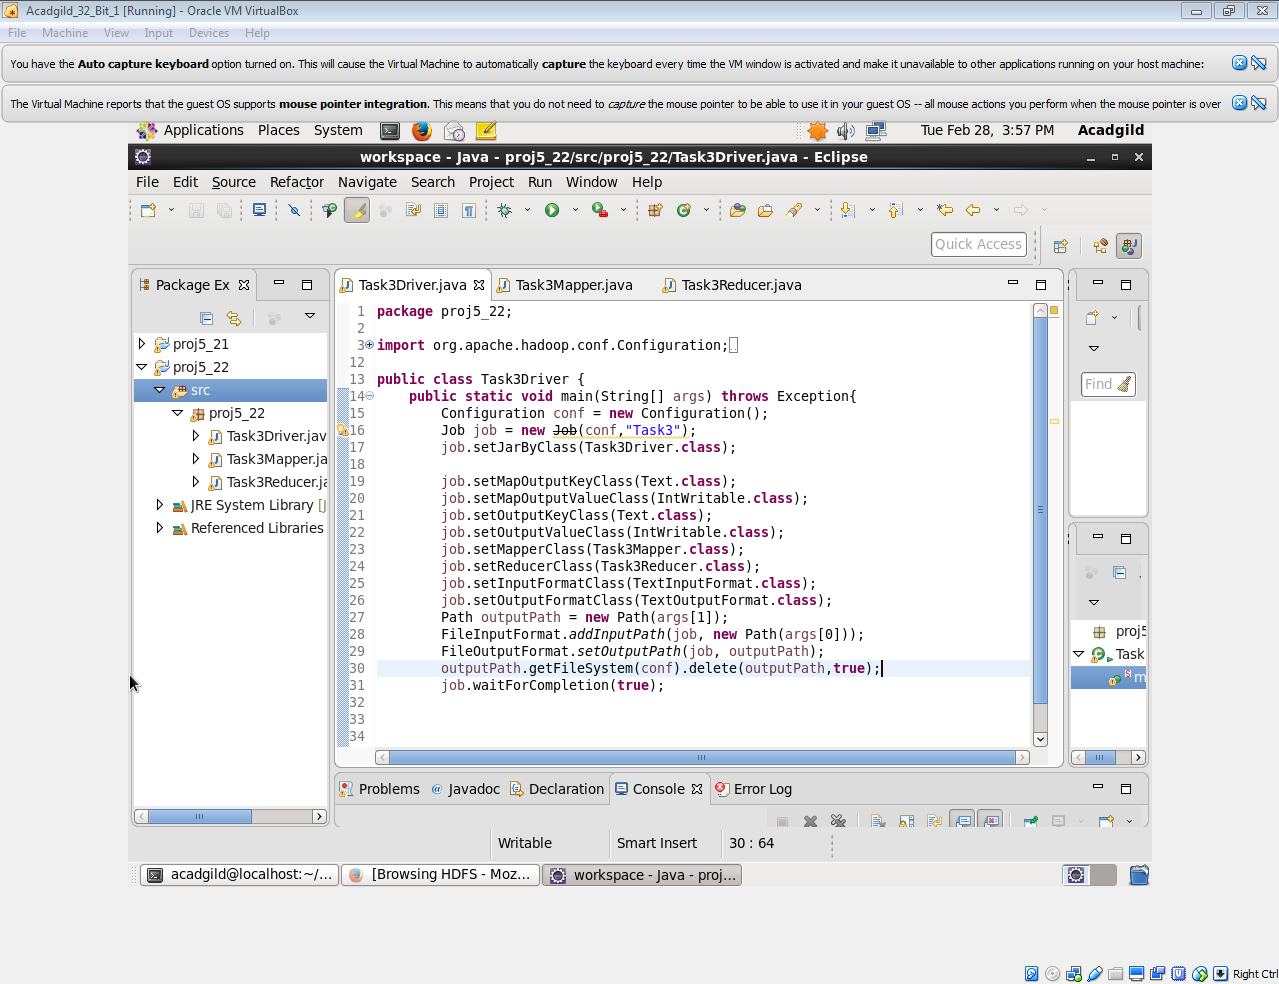 Acadgild_32_Bit_1 [Running] - Oracle VM VirtualBox
File Machine View Input Devices Help
You have the Auto capture keyboard option turned on. This will cause the Virtual Machine to automatically capture the keyboard every time the VM window is activated and make it unavailable to other applications running on your host machine:
The Virtual Machine reports that the guest OS supports mouse pointer integration. This means that you do not need to capture the mouse pointer to be able to use it in your guest OS -- all mouse actions you perform when the mouse pointer is over
Applications Places System Tue Feb 28, 3:57 PM Acadgild
workspace - Java - proj5_22/src/proj5_22/Task3Driver.java - Eclipse
File Edit Source Refactor Navigate Search Project Run Window Help
Quick Access
Package Ex
proj5_21
proj5_22
src
proj5_22
Task3Driver.jav
Task3Mapper.ja
Task3Reducer.ja
JRE System Library [J
Referenced Libraries
Task3Driver.java Task3Mapper.java Task3Reducer.java
1 package proj5_22;
2
3 import org.apache.hadoop.conf.Configuration;
12
13 public class Task3Driver {
14 public static void main(String[] args) throws Exception{
15 Configuration conf = new Configuration();
16 Job job = new Job(conf,"Task3");
17 job.setJarByClass(Task3Driver.class);
18
19 job.setMapOutputKeyClass(Text.class);
20 job.setMapOutputValueClass(IntWritable.class);
21 job.setOutputKeyClass(Text.class);
22 job.setOutputValueClass(IntWritable.class);
23 job.setMapperClass(Task3Mapper.class);
24 job.setReducerClass(Task3Reducer.class);
25 job.setInputFormatClass(TextInputFormat.class);
26 job.setOutputFormatClass(TextOutputFormat.class);
27 Path outputPath = new Path(args[1]);
28 FileInputFormat.addInputPath(job, new Path(args[0]));
29 FileOutputFormat.setOutputPath(job, outputPath);
30 outputPath.getFileSystem(conf).delete(outputPath,true);
31 job.waitForCompletion(true);
32
33
34
Find
proj5
Task
m
Problems Javadoc Declaration Console Error Log
Writable Smart Insert 30 : 64
acadgild@localhost:~/... [Browsing HDFS - Moz... workspace - Java - proj...
Right Ctrl